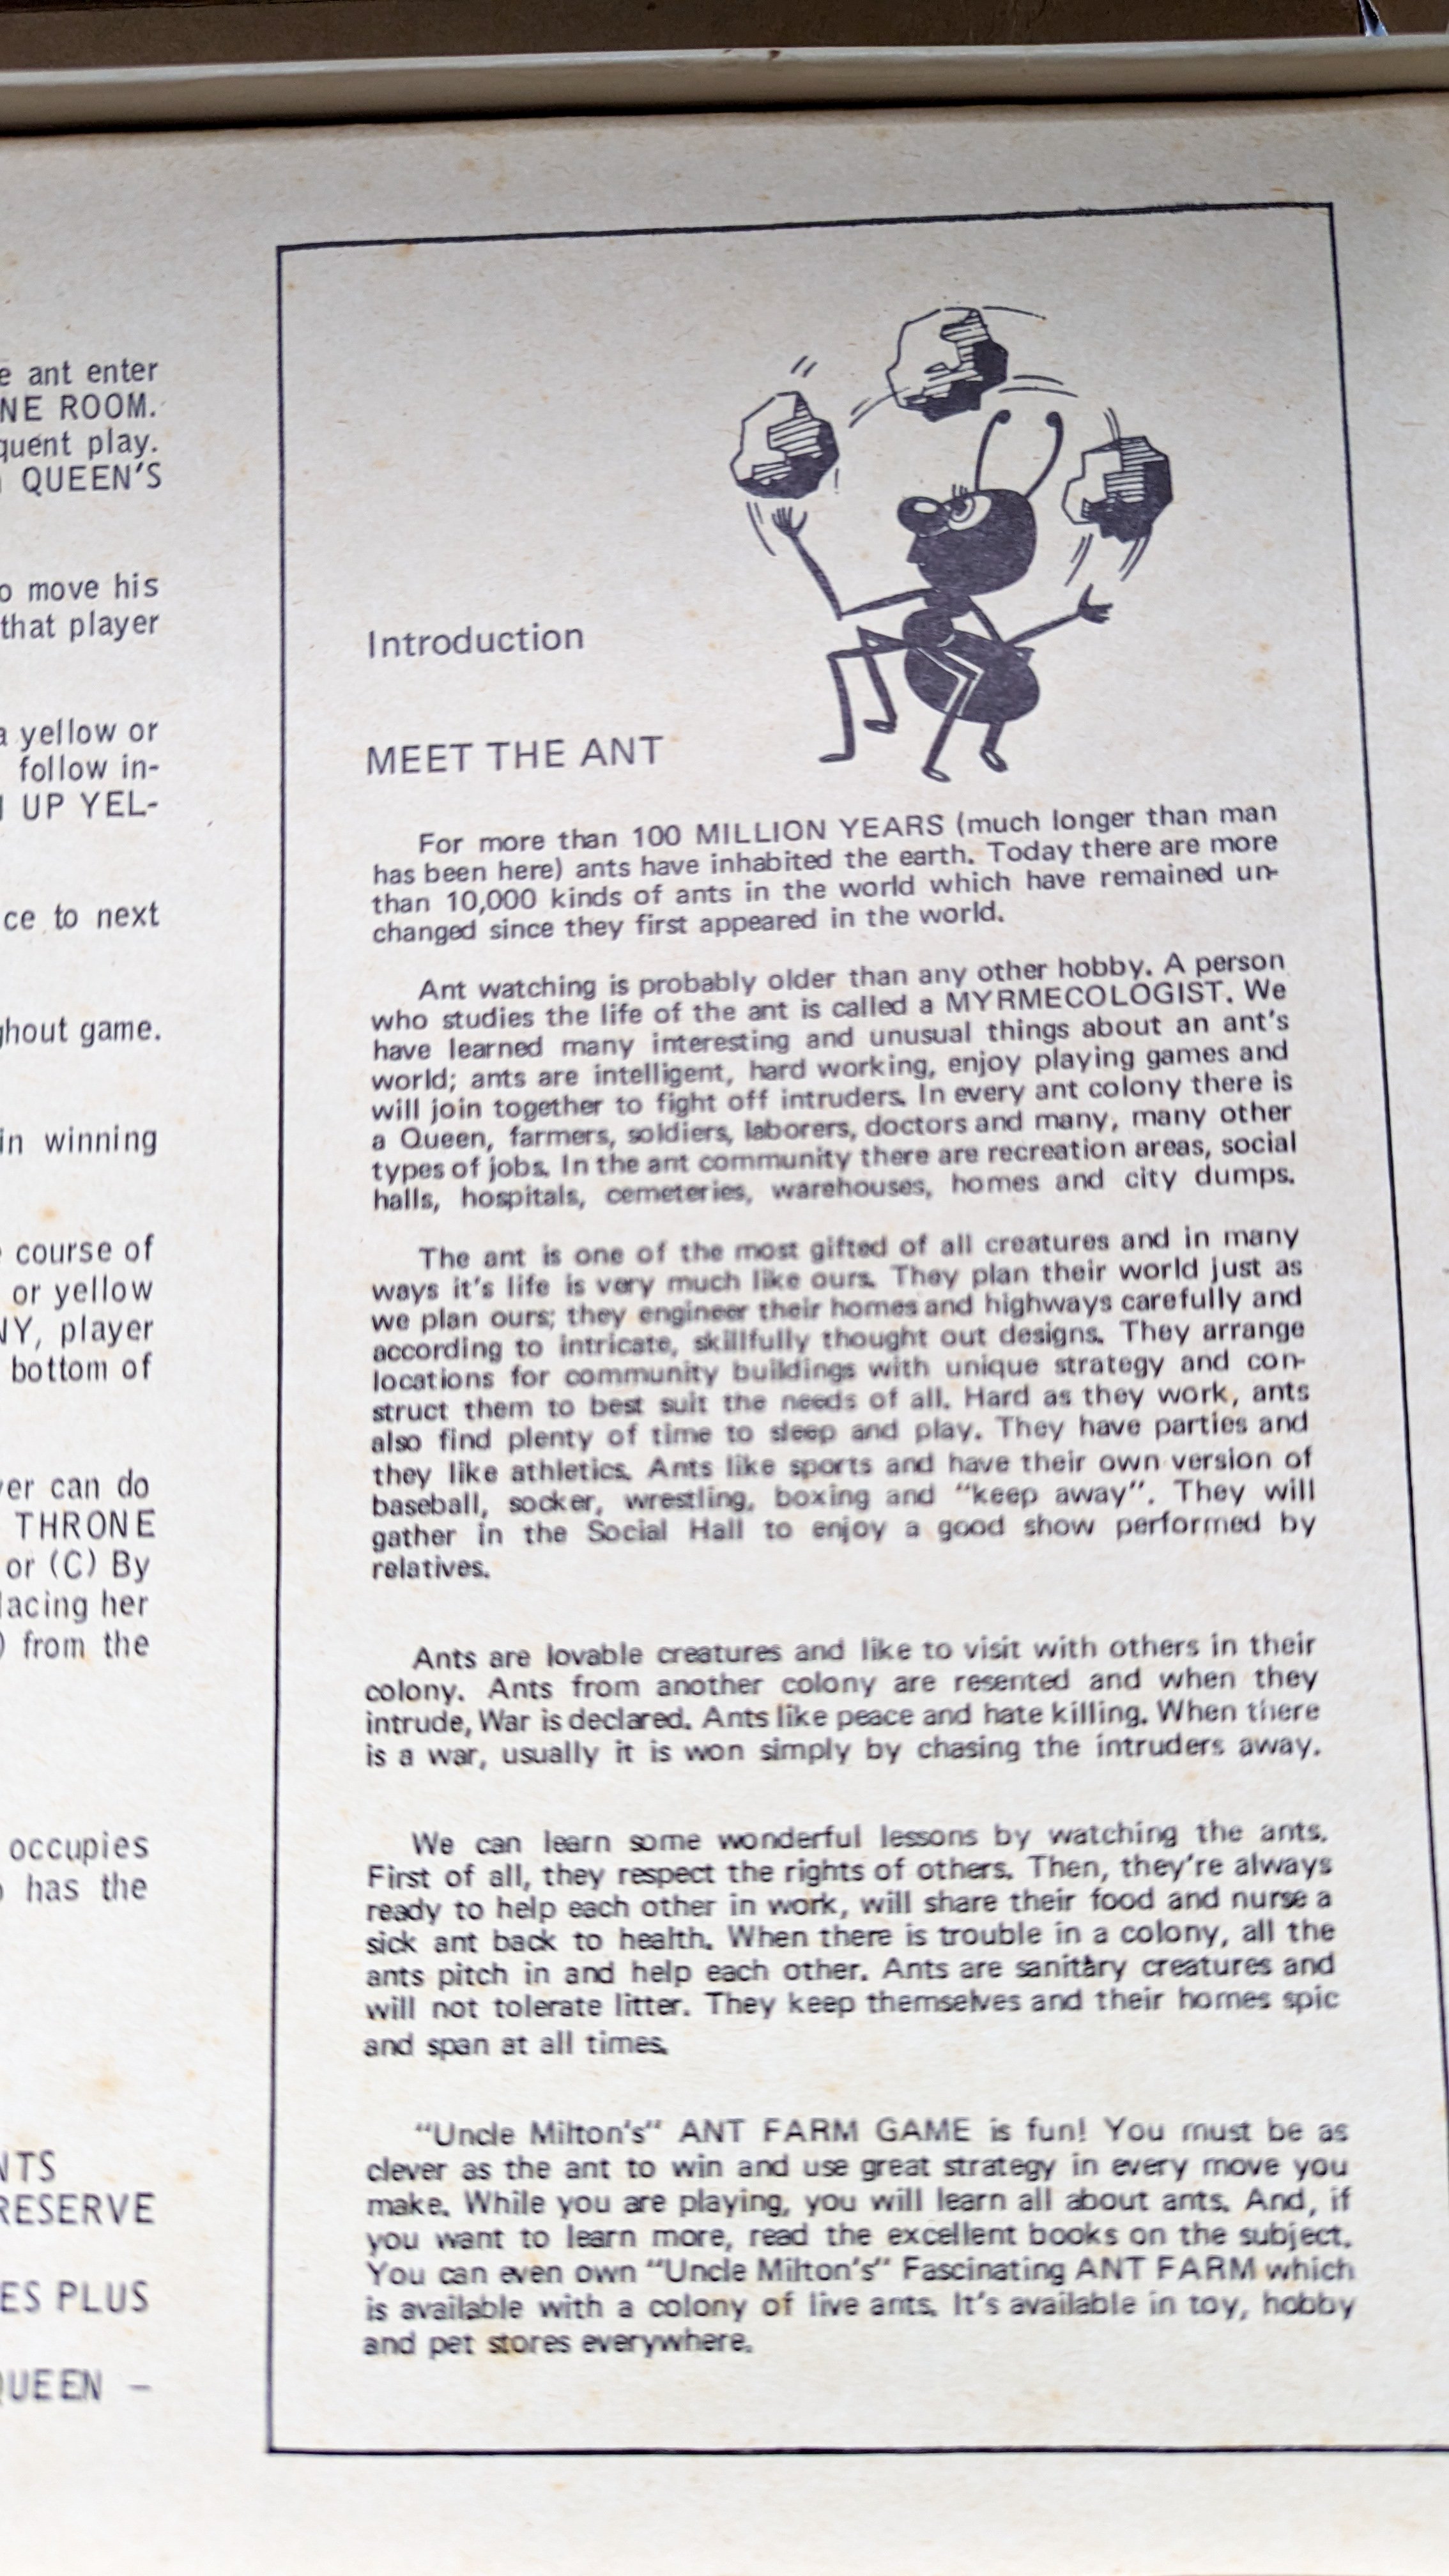 e ant enter
NE ROOM.
quent play.
QUEEN'S
o move his
that player
a yellow or
follow in-
UP YEL-
ce to next
ghout game.
in winning
course of
or yellow
NY, player
bottom of
yer can do
THRONE
or (C) By
lacing her
) from the
occupies
has the
NTS
RESERVE
ES PLUS
QUEEN –
Introduction
MEET THE ANT
For more than 100 MILLION YEARS (much longer than man
has been here) ants have inhabited the earth. Today there are more
than 10,000 kinds of ants in the world which have remained un-
changed since they first appeared in the world.
Ant watching is probably older than any other hobby. A person
who studies the life of the ant is called a MYRMECOLOGIST. We
have learned many interesting and unusual things about an ant's
world; ants are intelligent, hard working, enjoy playing games and
will join together to fight off intruders. In every ant colony there is
a Queen, farmers, soldiers, laborers, doctors and many, many other
types of jobs. In the ant community there are recreation areas, social
halls, hospitals, cemeteries, warehouses, homes and city dumps.
The ant is one of the most gifted of all creatures and in many
ways it's life is very much like ours. They plan their world just as
we plan ours; they engineer their homes and highways carefully and
according to intricate, skillfully thought out designs. They arrange
locations for community buildings with unique strategy and con-
struct them to best suit the needs of all. Hard as they work, ants
also find plenty of time to sleep and play. They have parties and
they like athletics. Ants like sports and have their own version of
baseball, socker, wrestling, boxing and "keep away". They will
gather in the Social Hall to enjoy a good show performed by
relatives.
Ants are lovable creatures and like to visit with others in their
colony. Ants from another colony are resented and when they
intrude, War is declared. Ants like peace and hate killing. When there
is a war, usually it is won simply by chasing the intruders away.
We can learn some wonderful lessons by watching the ants.
First of all, they respect the rights of others. Then, they're always
ready to help each other in work, will share their food and nurse a
sick ant back to health. When there is trouble in a colony, all the
ants pitch in and help each other. Ants are sanitary creatures and
will not tolerate litter. They keep themselves and their homes spic
and span at all times.
"Uncle Milton's" ANT FARM GAME is fun! You must be as
clever as the ant to win and use great strategy in every move you
make. While you are playing, you will learn all about ants. And, if
you want to learn more, read the excellent books on the subject.
You can even own "Uncle Milton's" Fascinating ANT FARM which
is available with a colony of live ants. It's available in toy, hobby
and pet stores everywhere.